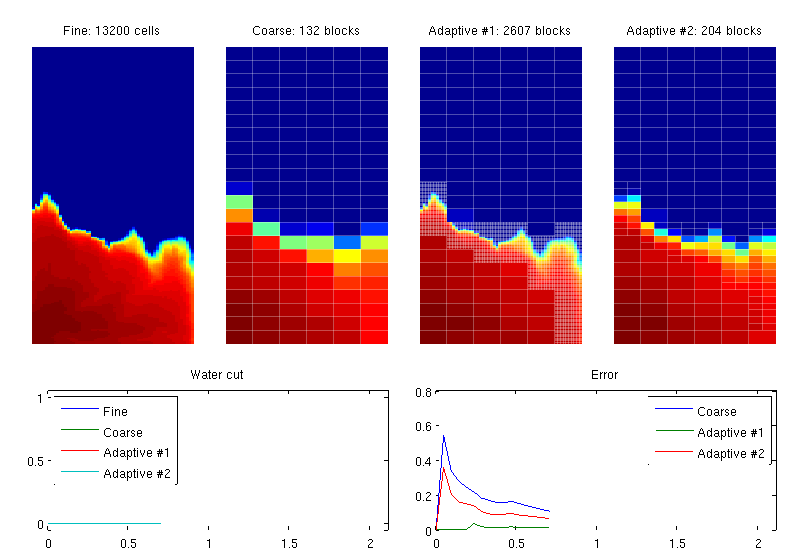 Fine: 13200 cells
Coarse: 132 blocks
Adaptive #1: 2607 blocks
Adaptive #2: 204 blocks
Water cut
1
0.5
0
0
0.5
1
1.5
2
Fine
Coarse
Adaptive #1
Adaptive #2
Error
0.8
0.6
0.4
0.2
0
0
0.5
1
1.5
2
Coarse
Adaptive #1
Adaptive #2